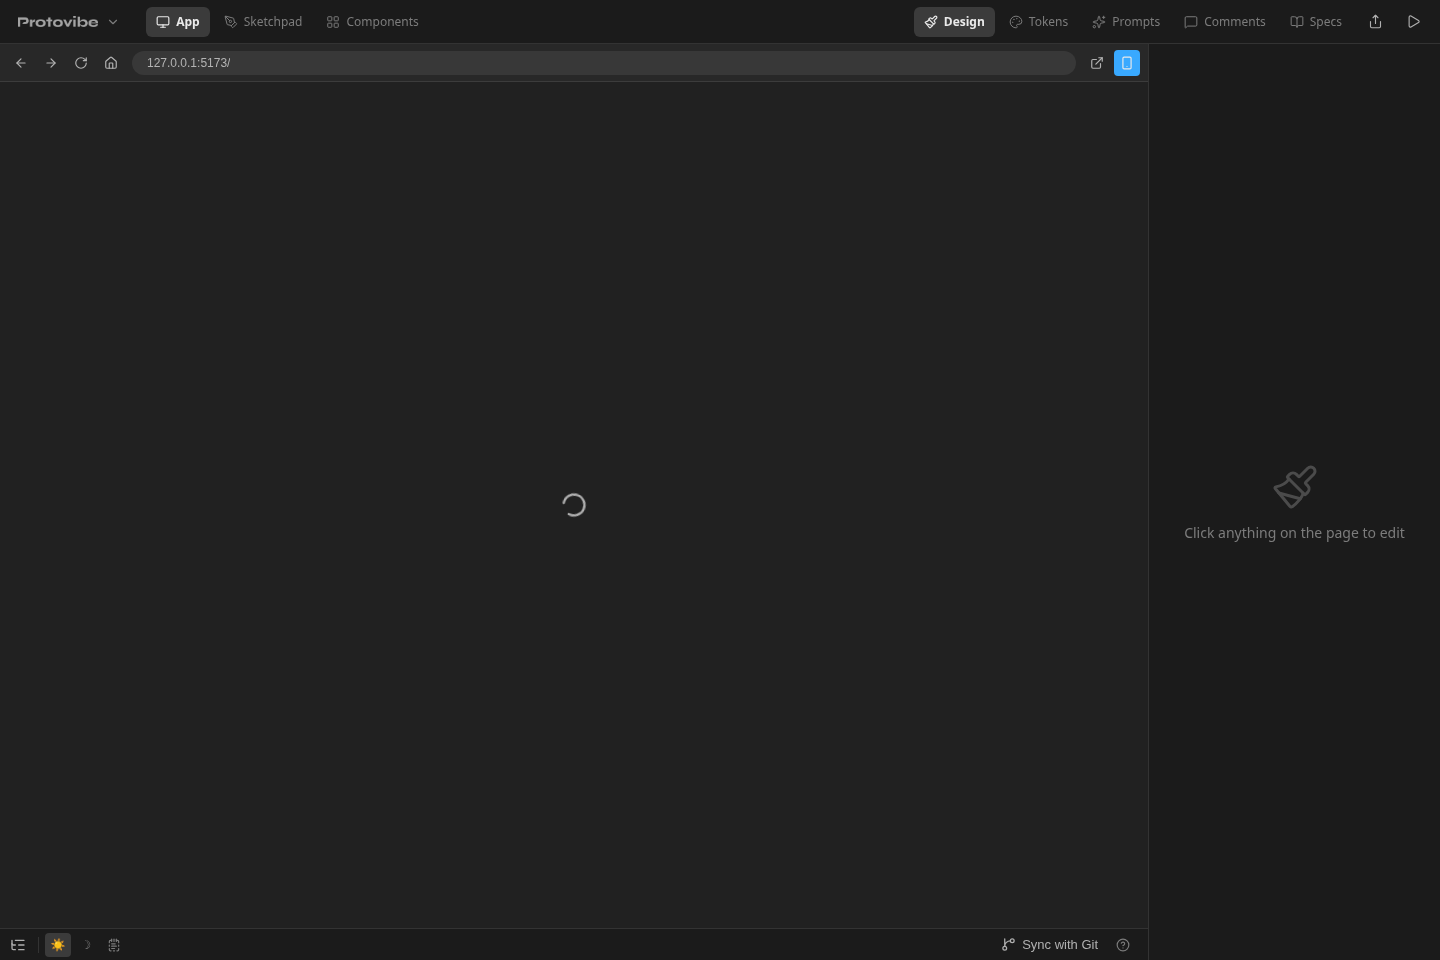 Protovibe
App
Sketchpad
Components
Design
Tokens
Prompts
Comments
Specs
127.0.0.1:5173/
Click anything on the page to edit
Sync with Git